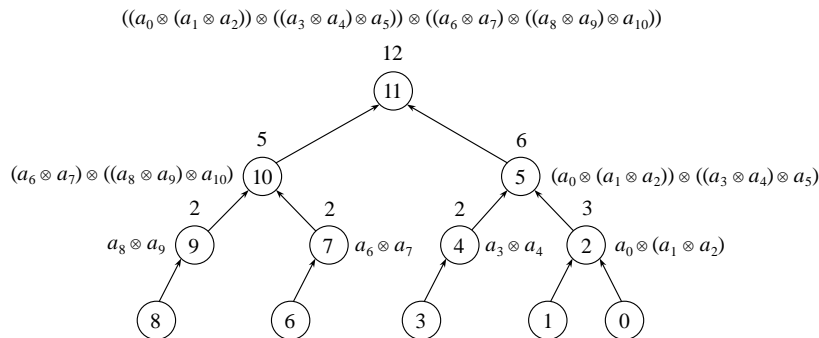 ((a₀ ⊗ (a₁ ⊗ a₂)) ⊗ ((a₃ ⊗ a₄) ⊗ a₅)) ⊗ ((a₆ ⊗ a₇) ⊗ ((a₈ ⊗ a₉) ⊗ a₁₀))
12
11
5 6
(a₆ ⊗ a₇) ⊗ ((a₈ ⊗ a₉) ⊗ a₁₀) 10 5 (a₀ ⊗ (a₁ ⊗ a₂)) ⊗ ((a₃ ⊗ a₄) ⊗ a₅)
2 2 2 3
a₈ ⊗ a₉ 9 7 a₆ ⊗ a₇ 4 a₃ ⊗ a₄ 2 a₀ ⊗ (a₁ ⊗ a₂)
8 6 3 1 0